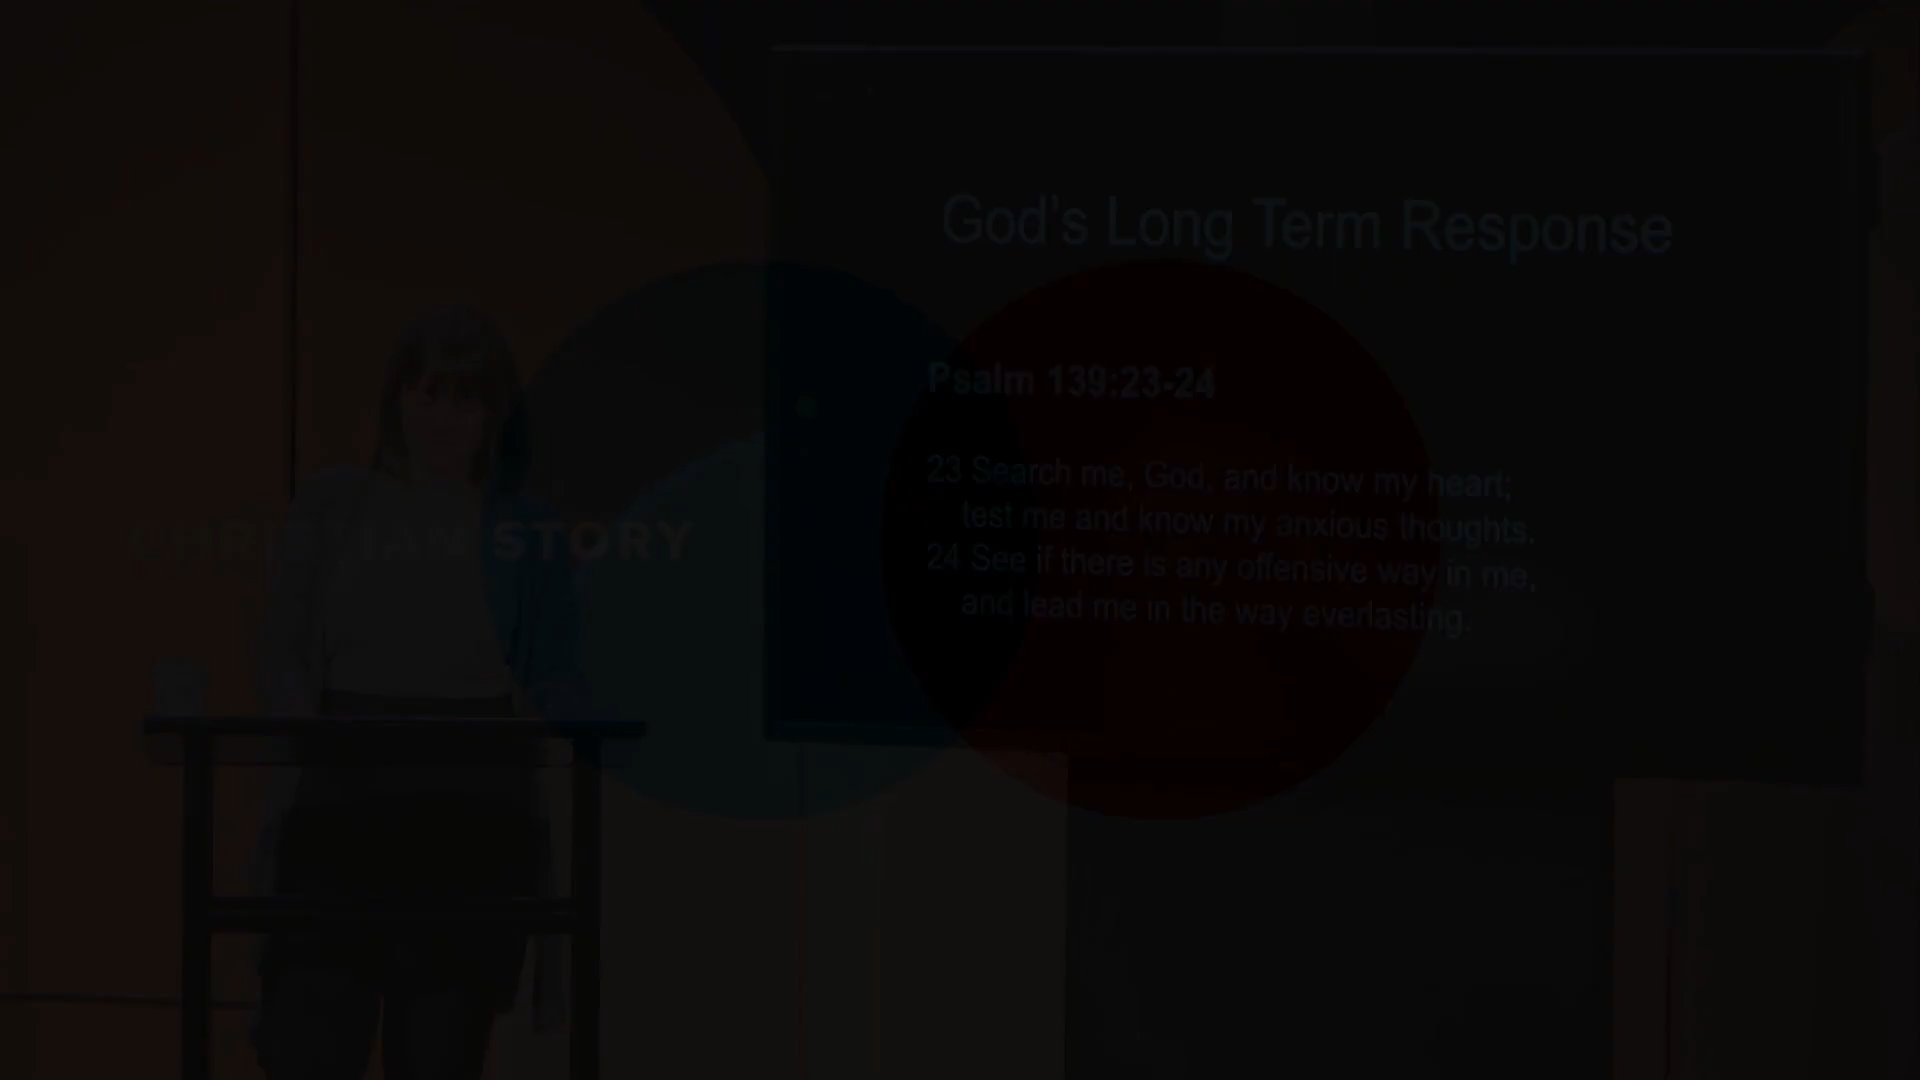 God's Long Term Response
Psalm 139:23-24
23 Search me, God, and know my heart;
test me and know my anxious thoughts.
24 See if there is any offensive way in me,
and lead me in the way everlasting.
CHRISTIAN STORY